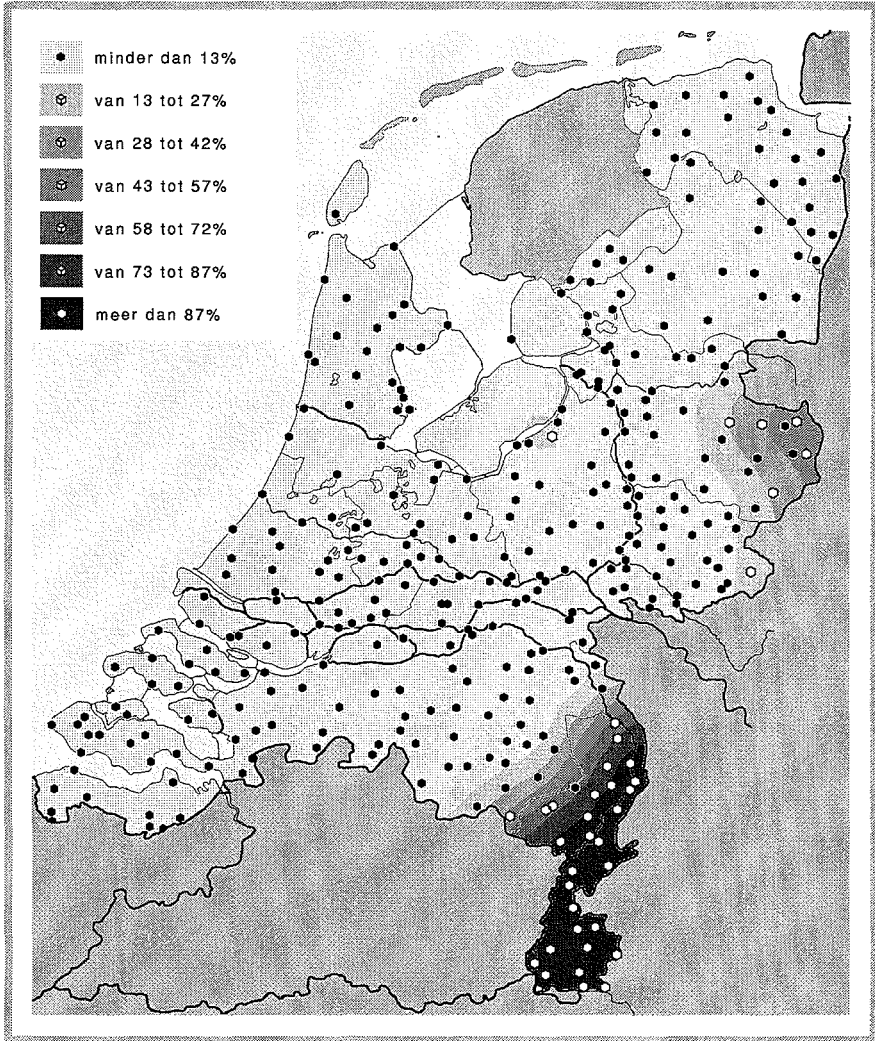 minder dan 13%
van 13 tot 27%
van 28 tot 42%
van 43 tot 57%
van 58 tot 72%
van 73 tot 87%
meer dan 87%